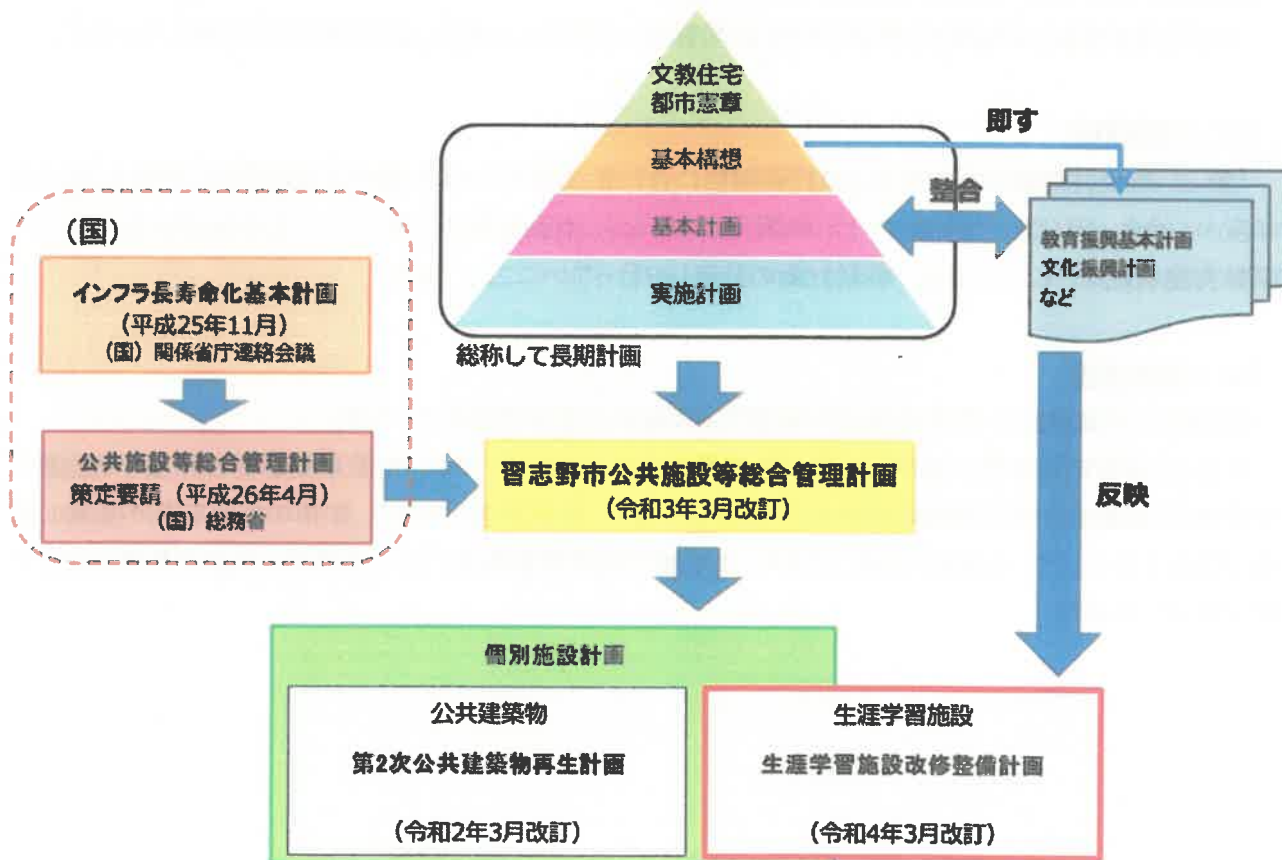 文教住宅
都市憲章
基本構想
基本計画
実施計画
総称して長期計画
即す
整合
教育振興基本計画
文化振興計画
など
反映
（国）
インフラ長寿命化基本計画
（平成25年11月）
（国）関係省庁連絡会議
公共施設等総合管理計画
策定要請（平成26年4月）
（国）総務省
習志野市公共施設等総合管理計画
（令和3年3月改訂）
個別施設計画
公共建築物
第2次公共建築物再生計画
（令和2年3月改訂）
生涯学習施設
生涯学習施設改修整備計画
（令和4年3月改訂）